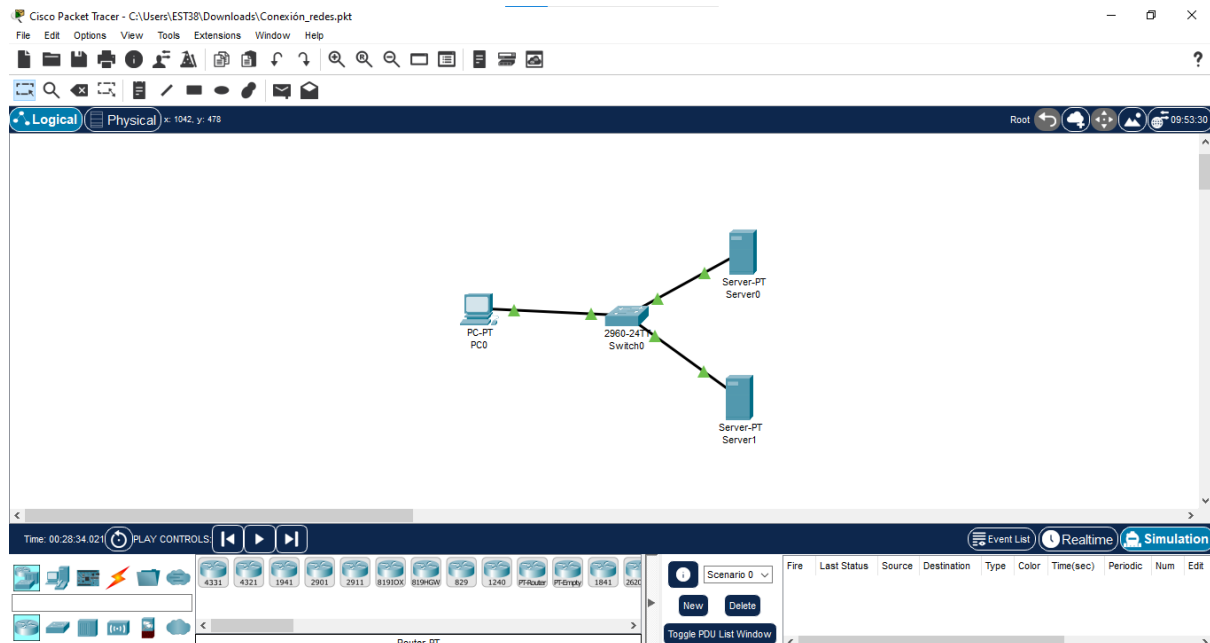 Cisco Packet Tracer - C:\Users\EST38\Downloads\Conexión_redes.pkt
File Edit Options View Tools Extensions Window Help
?
Logical Physical x: 1042, y: 478 Root 09:53:30
Server-PT
Server0
PC-PT
PC0
2960-24TT
Switch0
Server-PT
Server1
Time: 00:28:34.021 PLAY CONTROLS: Event List Realtime Simulation
4331 4321 1941 2901 2911 819IOX 819HGW 829 1240 PT-Router PT-Empty 1841 262
Scenario 0
Fire Last Status Source Destination Type Color Time(sec) Periodic Num Edit
New Delete
Toggle PDU List Window
Router-PT